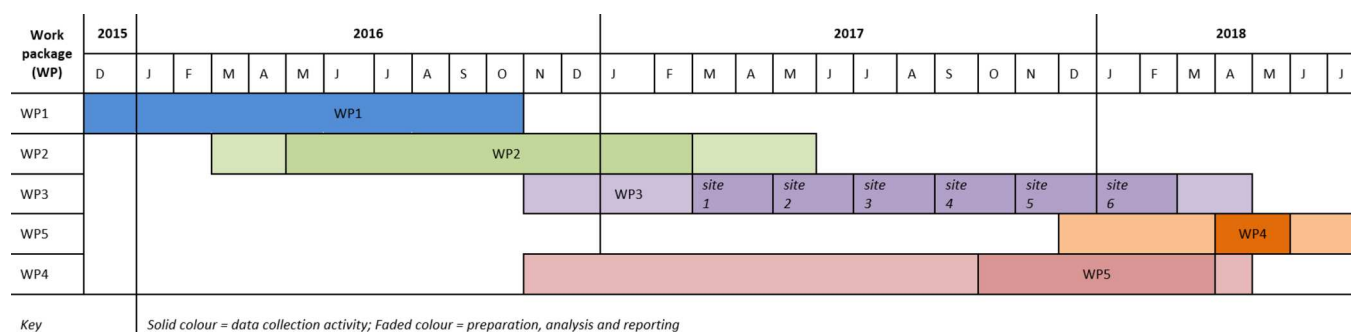 Work package (WP) 2015 2016 2017 2018
D J F M A M J J A S O N D J F M A M J J A S O N D J F M A M J J
WP1 WP1
WP2 WP2
WP3 WP3 site 1 site 2 site 3 site 4 site 5 site 6
WP5 WP4
WP4 WP5
Key Solid colour = data collection activity; Faded colour = preparation, analysis and reporting